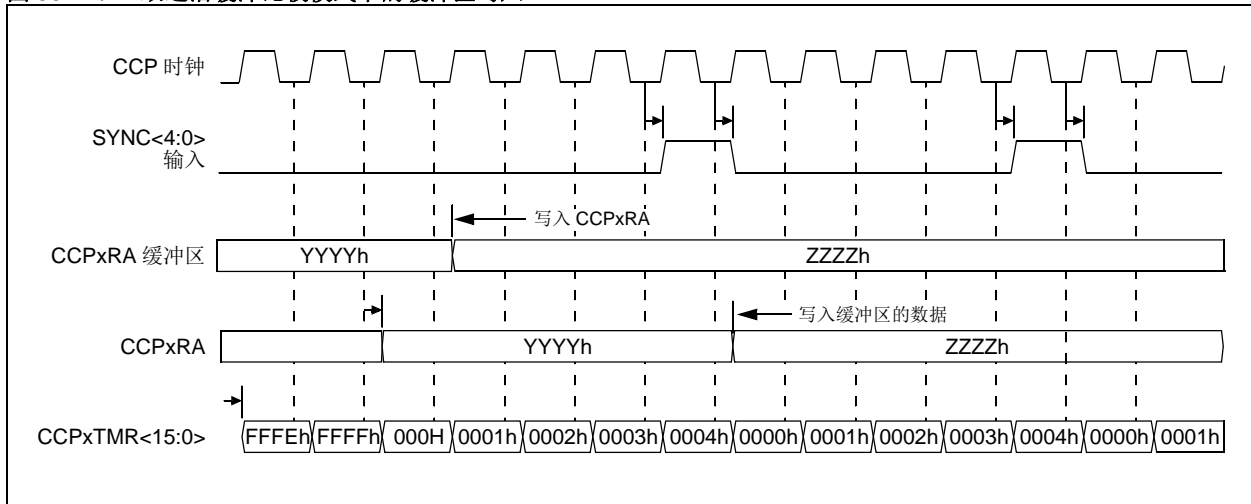 CCP 时钟
SYNC<4:0>
输入
写入 CCPxRA
CCPxRA 缓冲区
YYYYh
ZZZZh
写入缓冲区的数据
CCPxRA
YYYYh
ZZZZh
CCPxTMR<15:0>
FFFEh FFFFh 000H 0001h 0002h 0003h 0004h 0000h 0001h 0002h 0003h 0004h 0000h 0001h